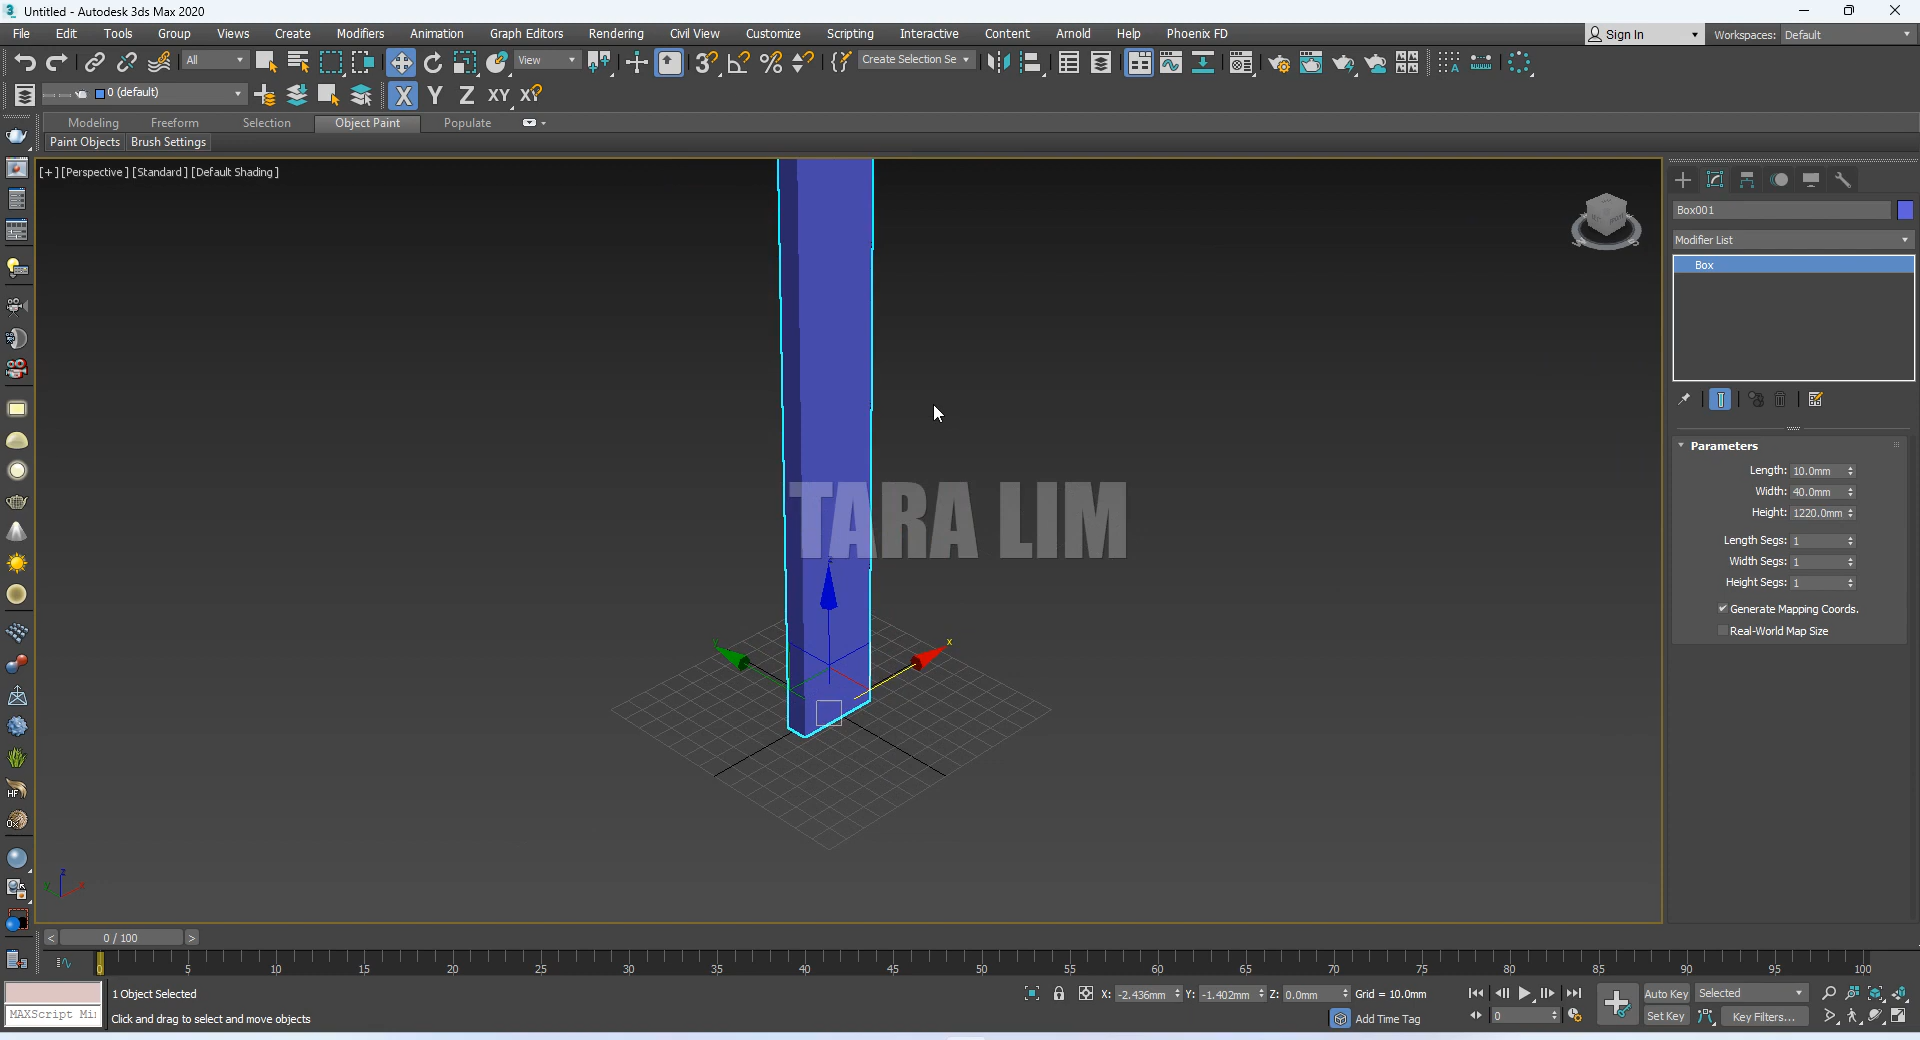 Untitled - Autodesk 3ds Max 2020
File Edit Tools Group Views Create Modifiers Animation Graph Editors Rendering Civil View Customize Scripting Interactive Content Arnold Help Phoenix FD
Sign In Workspaces: Default
All View Create Selection Se
0 (default) X Y Z XY XY
Modeling Freeform Selection Object Paint Populate
Paint Objects Brush Settings
[+] [Perspective ] [Standard ] [Default Shading ]
Box001
Modifier List
Box
Parameters
Length: 10.0mm
Width: 40.0mm
Height: 1220.0mm
Length Segs: 1
Width Segs: 1
Height Segs: 1
Generate Mapping Coords.
Real-World Map Size
TARA LIM
x
z
0 / 100
0 5 10 15 20 25 30 35 40 45 50 55 60 65 70 75 80 85 90 95 100
1 Object Selected
X: -2.436mm Y: -1.402mm Z: 0.0mm Grid = 10.0mm
Auto Key Selected
MAXScript Mi
Click and drag to select and move objects
Add Time Tag
0
Set Key Key Filters...